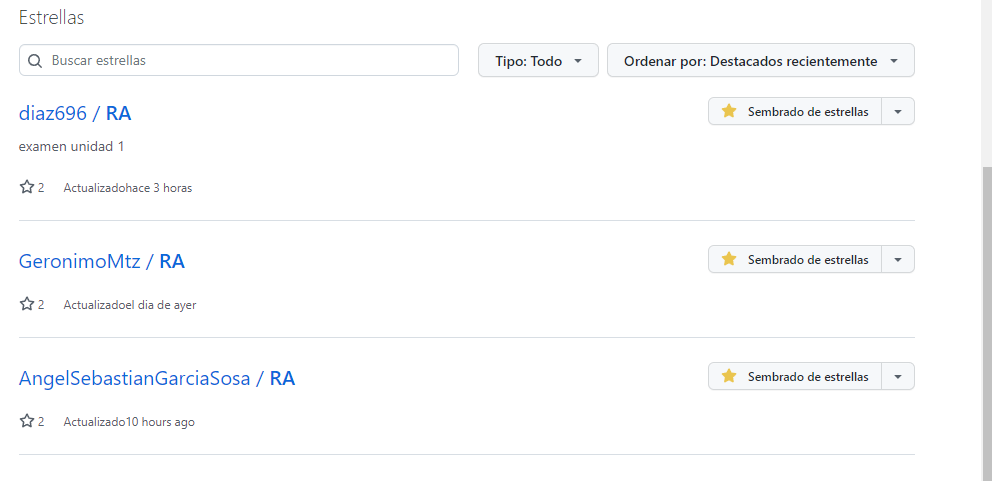 Estrellas
Buscar estrellas
Tipo: Todo
Ordenar por: Destacados recientemente
diaz696 / RA
Sembrado de estrellas
examen unidad 1
2 Actualizadohace 3 horas
GeronimoMtz / RA
Sembrado de estrellas
2 Actualizadoel dia de ayer
AngelSebastianGarciaSosa / RA
Sembrado de estrellas
2 Actualizado10 hours ago